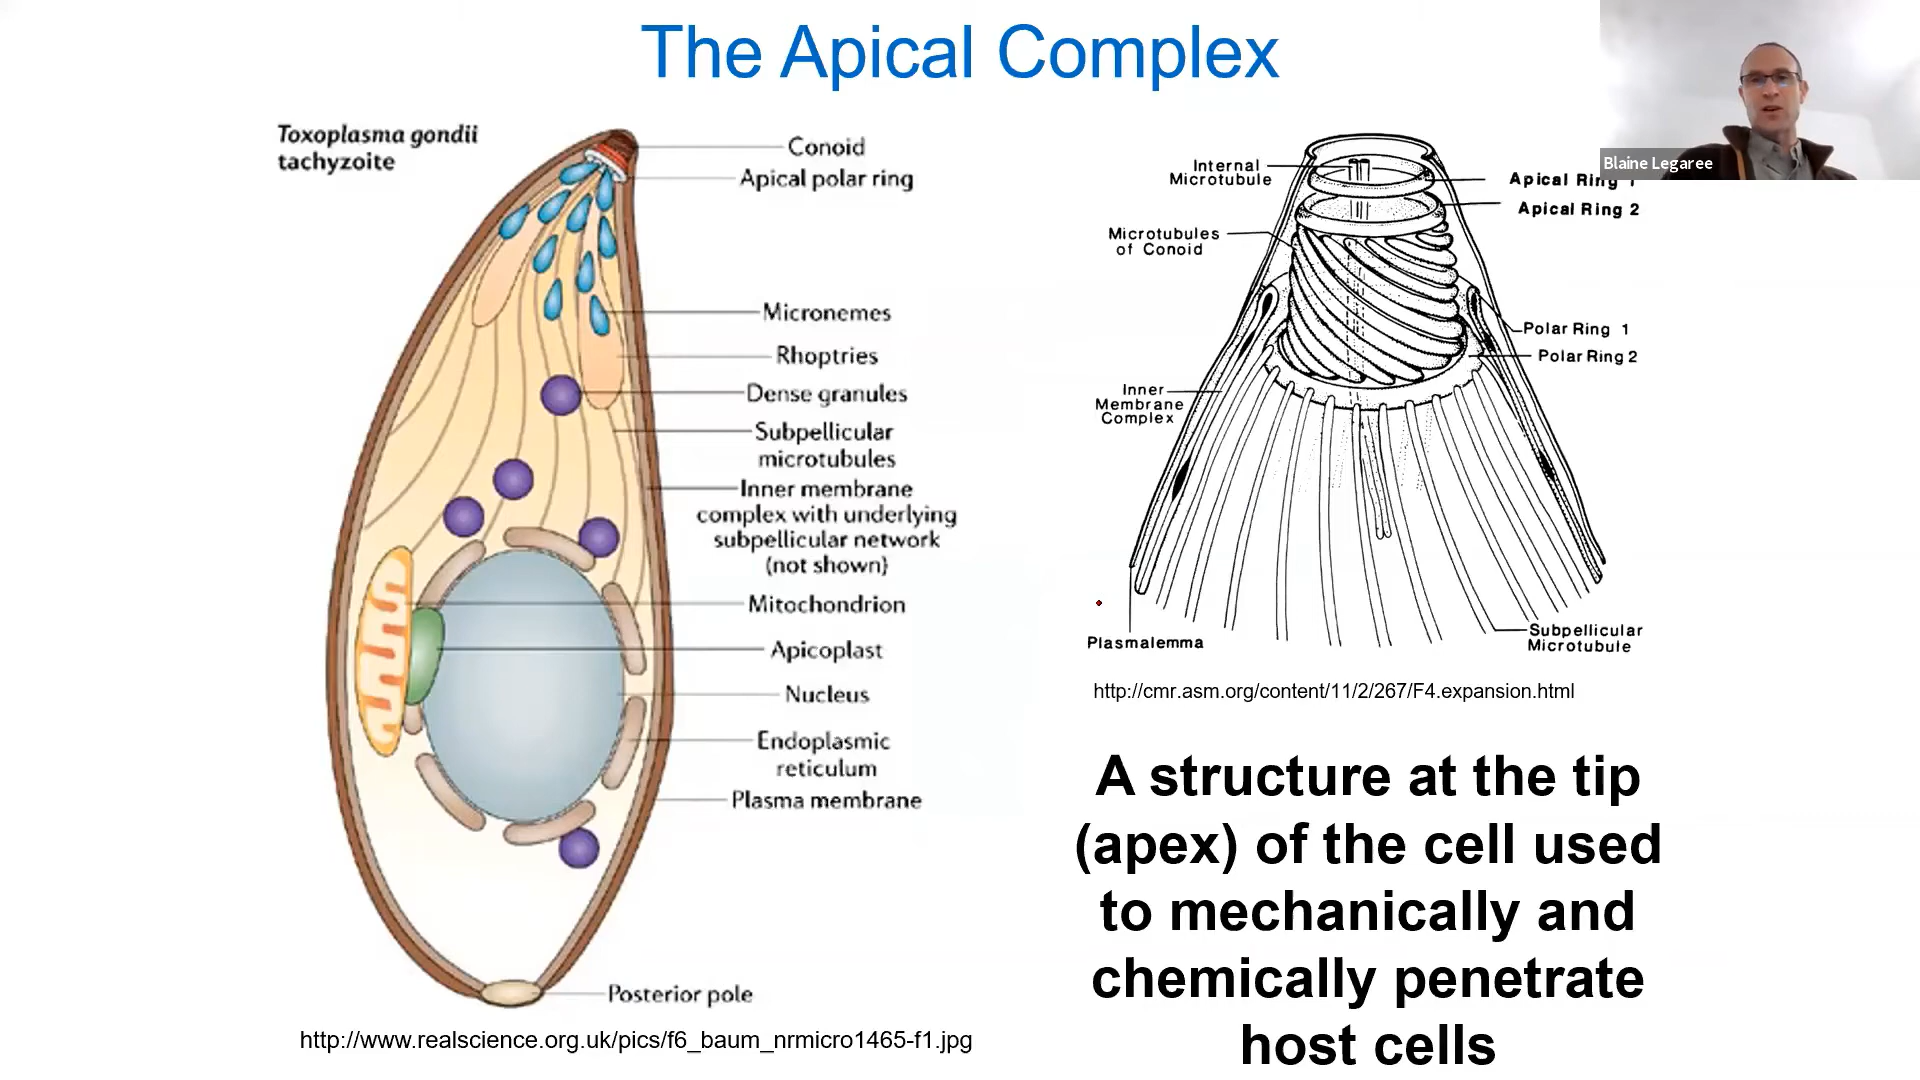 The Apical Complex
Blaine Legaree
Toxoplasma gondii
tachyzoite
Conoid
Apical polar ring
Micronemes
Rhoptries
Dense granules
Subpellicular
microtubules
Inner membrane
complex with underlying
subpellicular network
(not shown)
Mitochondrion
Apicoplast
Nucleus
Endoplasmic
reticulum
Plasma membrane
Posterior pole
http://www.realscience.org.uk/pics/f6_baum_nrmicro1465-f1.jpg
Internal
Microtubule
Apical Ring 1
Apical Ring 2
Microtubules
of Conoid
Polar Ring 1
Polar Ring 2
Inner
Membrane
Complex
Plasmalemma
Subpellicular
Microtubule
http://cmr.asm.org/content/11/2/267/F4.expansion.html
A structure at the tip
(apex) of the cell used
to mechanically and
chemically penetrate
host cells